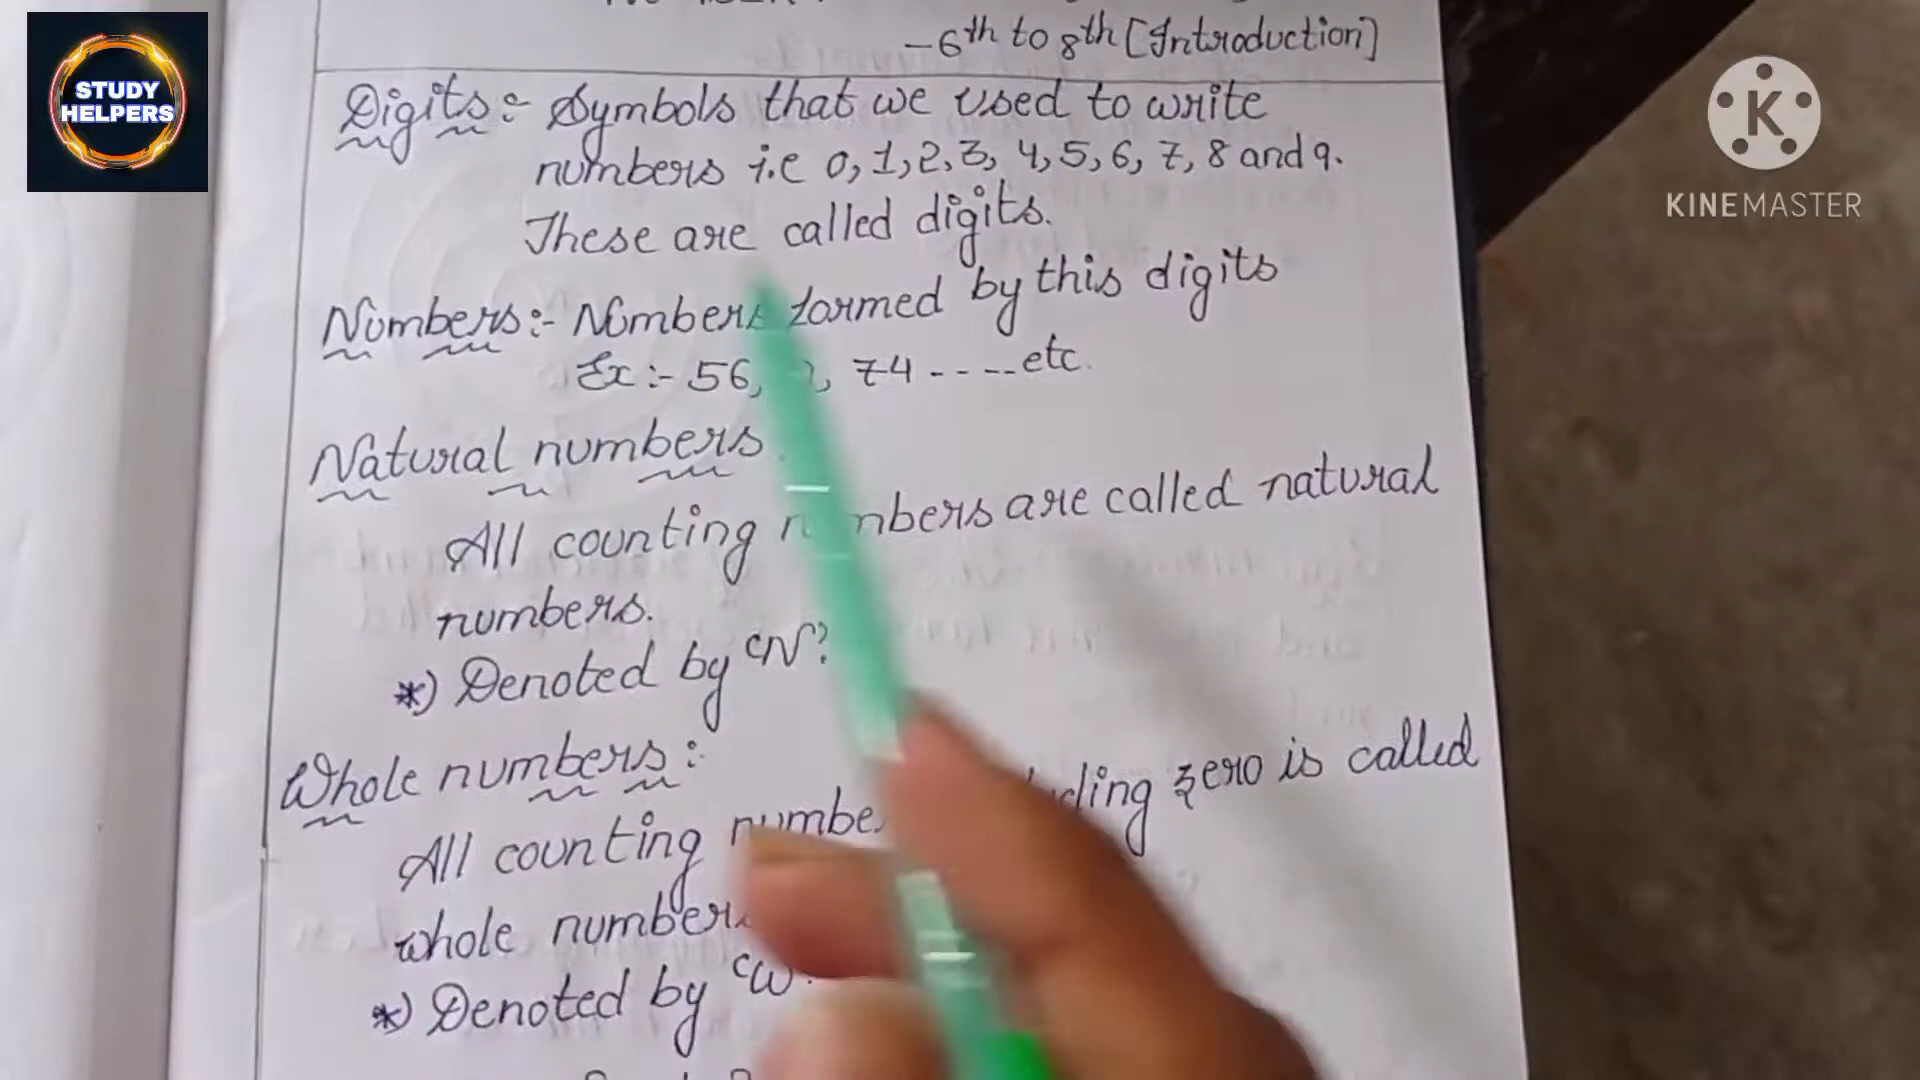 STUDY
HELPERS
K
KINEMASTER
-6th to 8th [Introduction]
Digits:- Symbols that we used to write
numbers i.e 0, 1, 2, 3, 4, 5, 6, 7, 8 and 9.
These are called digits.
Numbers:- Numbers formed by this digits
Ex:- 56, 74 ----etc.
Natural numbers
All counting are called natural
numbers.
*) Denoted by "N"
Whole numbers:
All counting zero is called
whole
*) Denoted by "W"